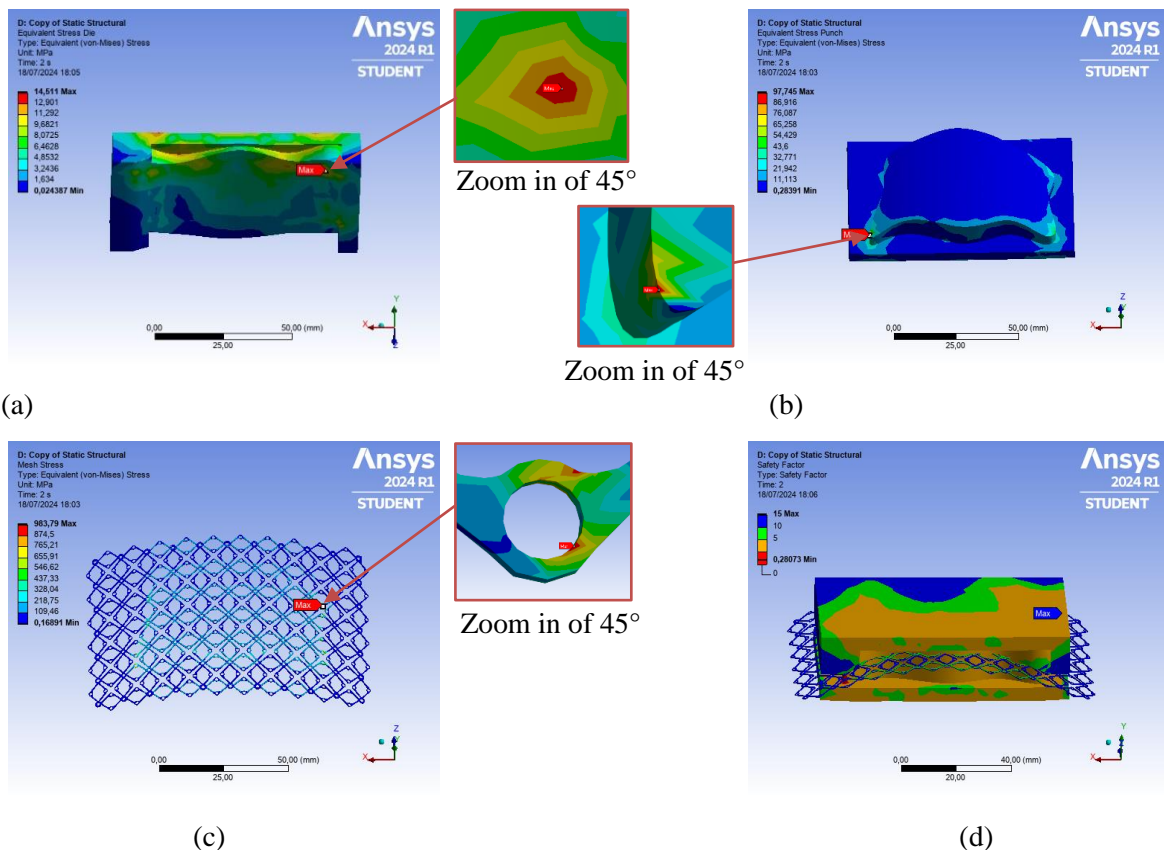 D: Copy of Static Structural
Equivalent Stress Die
Type: Equivalent (von-Mises) Stress
Unit: MPa
Time: 2 s
18/07/2024 18:05
14,511 Max
12,901
11,292
9,6821
8,0725
6,4628
4,8532
3,2436
1,634
0,024387 Min
Ansys
2024 R1
STUDENT
Max
0,00
50,00 (mm)
25,00
Y
X
Z
Zoom in of 45°
Zoom in of 45°
D: Copy of Static Structural
Equivalent Stress Punch
Type: Equivalent (von-Mises) Stress
Unit: MPa
Time: 2 s
18/07/2024 18:03
97,745 Max
86,916
76,087
65,258
54,429
43,6
32,771
21,942
11,113
0,28391 Min
Ansys
2024 R1
STUDENT
0,00
50,00 (mm)
25,00
Z
Y
X
(a)
(b)
D: Copy of Static Structural
Mesh Stress
Type: Equivalent (von-Mises) Stress
Unit: MPa
Time: 2 s
18/07/2024 18:03
983,79 Max
874,5
765,21
655,91
546,62
437,33
328,04
218,75
109,46
0,16891 Min
Ansys
2024 R1
STUDENT
Max
0,00
50,00 (mm)
25,00
Z
Y
X
Zoom in of 45°
D: Copy of Static Structural
Safety Factor
Type: Safety Factor
Time: 2
18/07/2024 18:06
15 Max
10
5
0,28073 Min
0
Ansys
2024 R1
STUDENT
Max
0,00
40,00 (mm)
20,00
Y
X
(c)
(d)